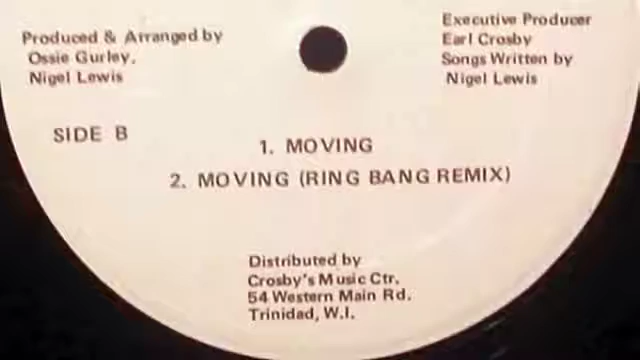 Produced & Arranged by
Ossie Gurley.
Nigel Lewis
Executive Producer
Earl Crosby
Songs Written by
Nigel Lewis
SIDE B
1. MOVING
2. MOVING (RING BANG REMIX)
Distributed by
Crosby's Music Ctr.
54 Western Main Rd.
Trinidad, W.I.